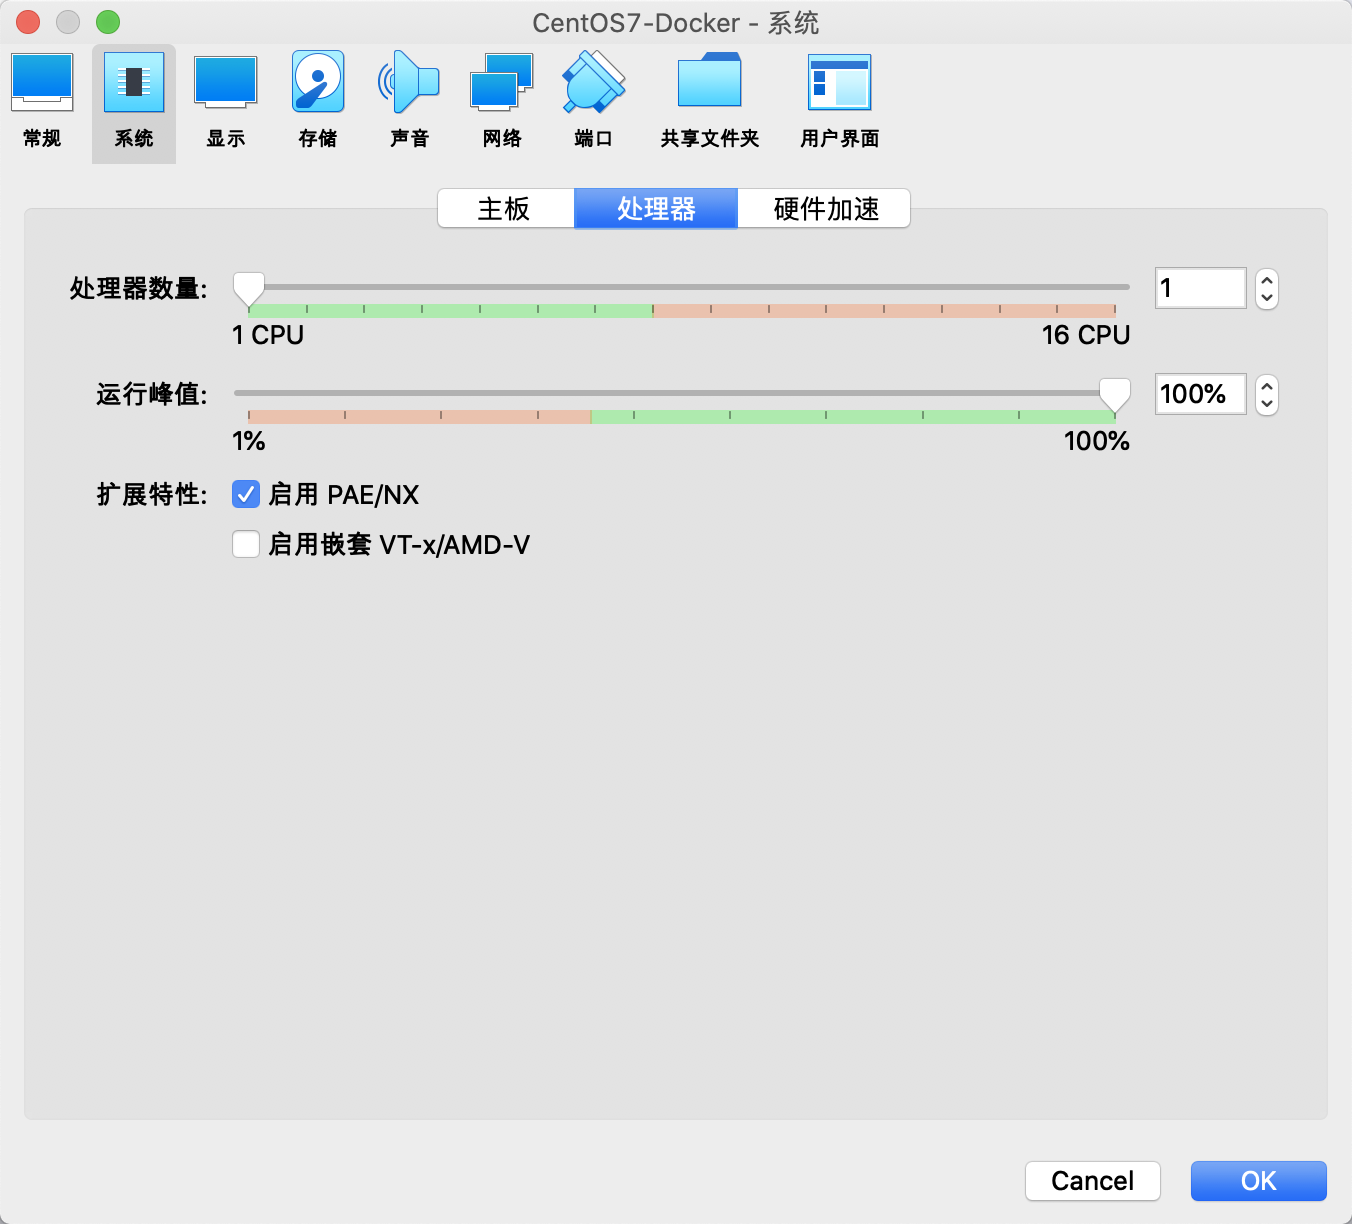 CentOS7-Docker - 系统
常规 系统 显示 存储 声音 网络 端口 共享文件夹 用户界面
主板 处理器 硬件加速
处理器数量: 1
1 CPU 16 CPU
运行峰值: 100%
1% 100%
扩展特性: 启用 PAE/NX
启用嵌套 VT-x/AMD-V
Cancel OK